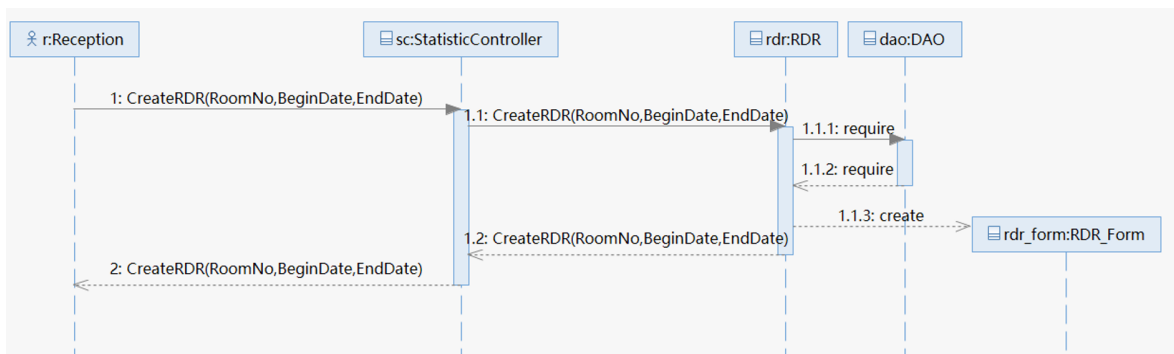 r:Reception
sc:StatisticController
rdr:RDR
dao:DAO
1: CreateRDR(RoomNo,BeginDate,EndDate)
1.1: CreateRDR(RoomNo,BeginDate,EndDate)
1.1.1: require
1.1.2: require
1.1.3: create
rdr_form:RDR_Form
1.2: CreateRDR(RoomNo,BeginDate,EndDate)
2: CreateRDR(RoomNo,BeginDate,EndDate)